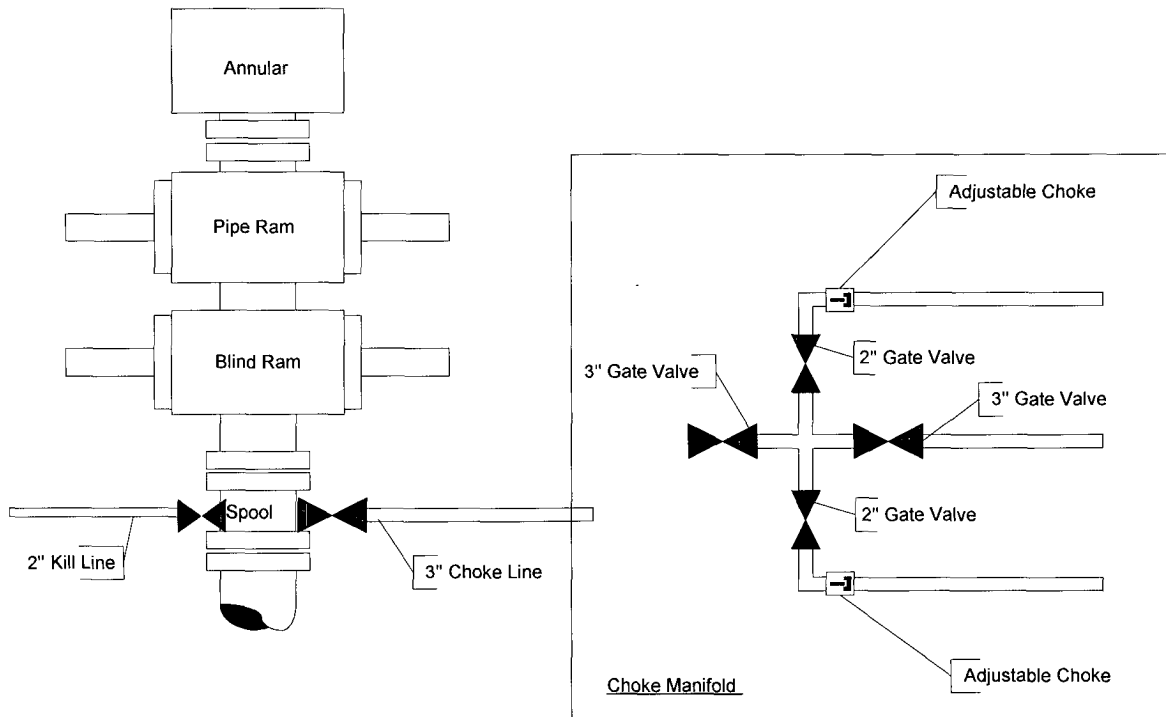 Annular
Pipe Ram
Blind Ram
Spool
2" Kill Line
3" Choke Line
Adjustable Choke
2" Gate Valve
3" Gate Valve
3" Gate Valve
2" Gate Valve
Adjustable Choke
Choke Manifold